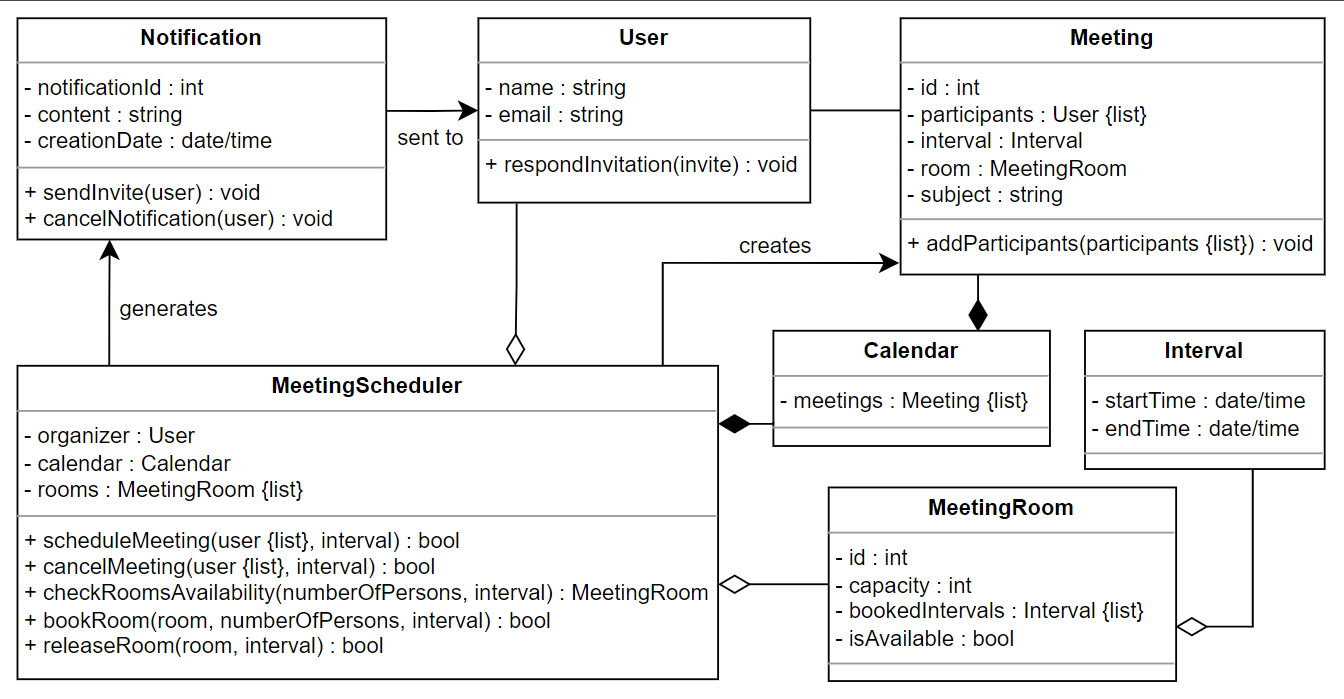 Notification
- notificationId : int
- content : string
- creationDate : date/time
+ sendInvite(user) : void
+ cancelNotification(user) : void
sent to
User
- name : string
- email : string
+ respondInvitation(invite) : void
Meeting
- id : int
- participants : User {list}
- interval : Interval
- room : MeetingRoom
- subject : string
+ addParticipants(participants {list}) : void
generates
creates
MeetingScheduler
- organizer : User
- calendar : Calendar
- rooms : MeetingRoom {list}
+ scheduleMeeting(user {list}, interval) : bool
+ cancelMeeting(user {list}, interval) : bool
+ checkRoomsAvailability(numberOfPersons, interval) : MeetingRoom
+ bookRoom(room, numberOfPersons, interval) : bool
+ releaseRoom(room, interval) : bool
Calendar
- meetings : Meeting {list}
Interval
- startTime : date/time
- endTime : date/time
MeetingRoom
- id : int
- capacity : int
- bookedIntervals : Interval {list}
- isAvailable : bool